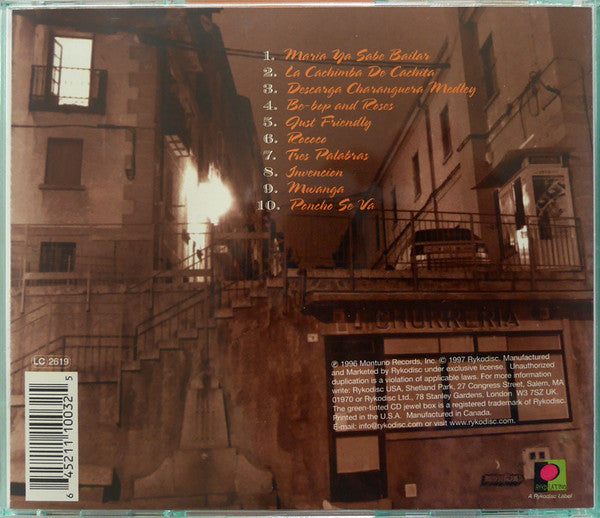 1. Maria Ya Sabe Bailar
2. La Cachimba De Cachita
3. Descarga Charanguera Medley
4. Be-bop and Roses
5. Just Friendly
6. Rococo
7. Tres Palabras
8. Invencion
9. Mwanga
10. Poncho Se Va
CHURRERIA
LC 2619
℗ 1996 Montuno Records, Inc. © 1997 Rykodisc. Manufactured
and Marketed by Rykodisc under exclusive license. Unauthorized
duplication is a violation of applicable laws. For more information
write: Rykodisc USA, Shetland Park, 27 Congress Street, Salem, MA
01970 or Rykodisc Ltd., 78 Stanley Gardens, London W3 7SZ UK.
The green-tinted CD jewel box is a registered trademark of Rykodisc.
Printed in the U.S.A. Manufactured in Canada.
E-mail: info@rykodisc.com or visit www.rykodisc.com.
6 45211 10032 5
RYKOLATINO
A Rykodisc Label